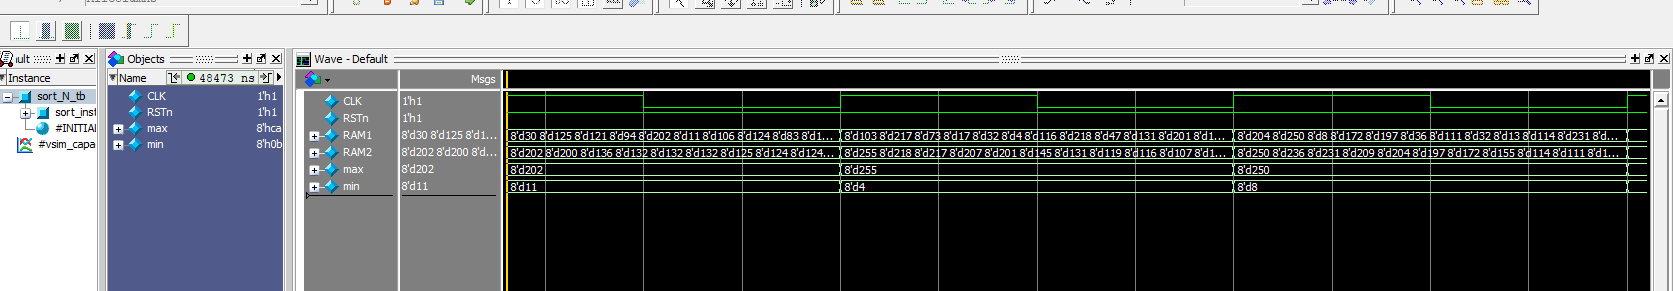 ault
Objects
Wave - Default
Instance
Name
48473 ns
Msgs
sort_N_tb
CLK
1'h1
CLK
1'h1
sort_inst
RSTn
1'h1
RSTn
1'h1
#INITIA
max
8'hca
RAM1
8'd30 8'd125 8'd1...
8'd30 8'd125 8'd121 8'd94 8'd202 8'd11 8'd106 8'd124 8'd83 8'd1...
8'd103 8'd217 8'd73 8'd17 8'd32 8'd4 8'd116 8'd218 8'd47 8'd131 8'd201 8'd1...
8'd204 8'd250 8'd8 8'd172 8'd197 8'd36 8'd111 8'd32 8'd13 8'd114 8'd231 8'd...
#vsim_capa
min
8'h0b
RAM2
8'd202 8'd200 8'd...
8'd202 8'd200 8'd136 8'd132 8'd132 8'd132 8'd125 8'd124 8'd124...
8'd255 8'd218 8'd217 8'd207 8'd201 8'd145 8'd131 8'd119 8'd116 8'd107 8'd1...
8'd250 8'd236 8'd231 8'd209 8'd204 8'd197 8'd172 8'd155 8'd114 8'd111 8'd1...
max
8'd202
8'd202
8'd255
8'd250
min
8'd11
8'd11
8'd4
8'd8